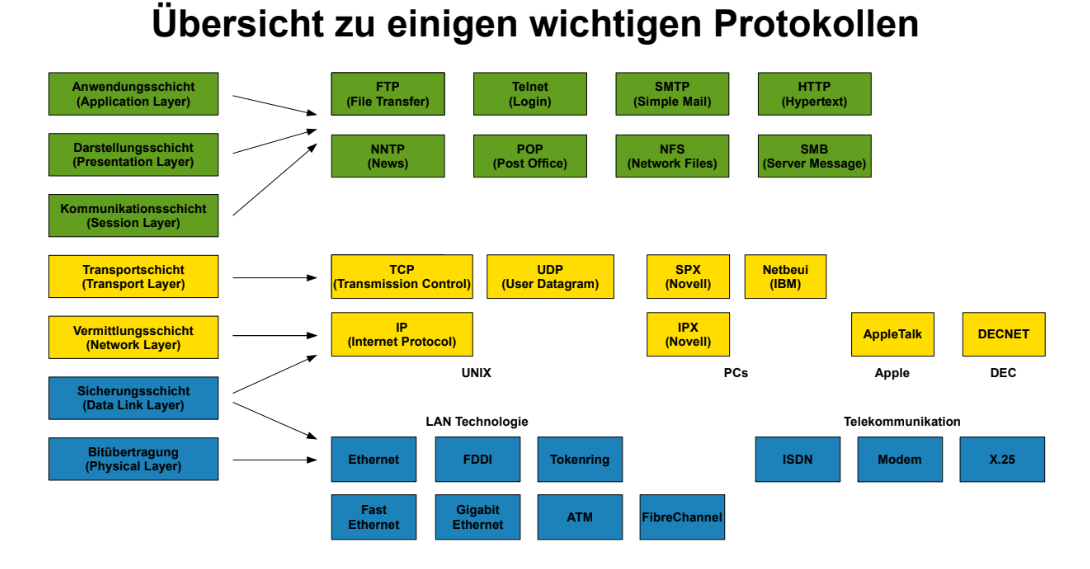 Übersicht zu einigen wichtigen Protokollen
Anwendungsschicht
(Application Layer)
FTP
(File Transfer)
Telnet
(Login)
SMTP
(Simple Mail)
HTTP
(Hypertext)
Darstellungsschicht
(Presentation Layer)
NNTP
(News)
POP
(Post Office)
NFS
(Network Files)
SMB
(Server Message)
Kommunikationsschicht
(Session Layer)
Transportschicht
(Transport Layer)
TCP
(Transmission Control)
UDP
(User Datagram)
SPX
(Novell)
Netbeui
(IBM)
Vermittlungsschicht
(Network Layer)
IP
(Internet Protocol)
IPX
(Novell)
AppleTalk
DECNET
UNIX
PCs
Apple
DEC
Sicherungsschicht
(Data Link Layer)
LAN Technologie
Telekommunikation
Bitübertragung
(Physical Layer)
Ethernet
FDDI
Tokenring
ISDN
Modem
X.25
Fast
Ethernet
Gigabit
Ethernet
ATM
FibreChannel